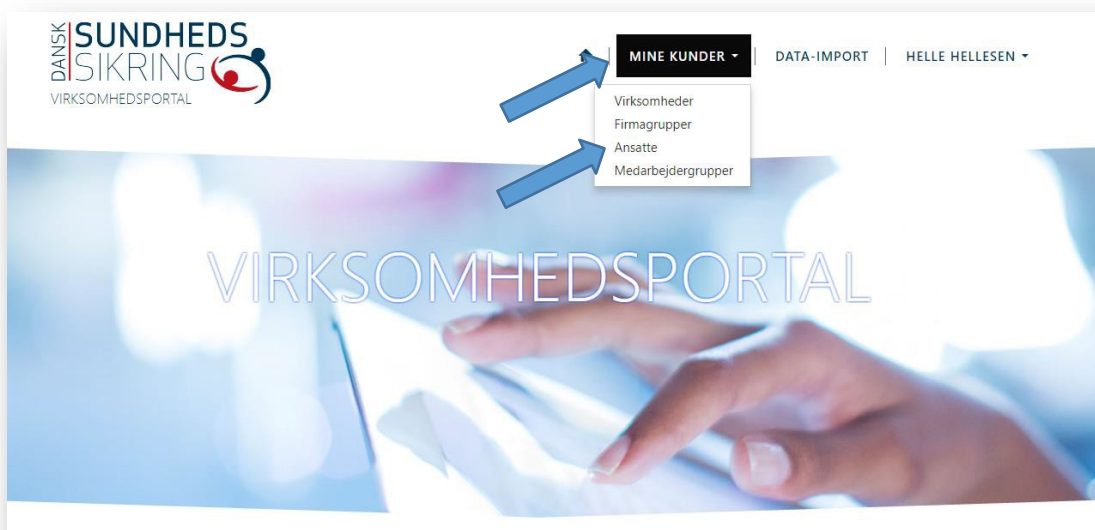 DANSK
SUNDHEDS
SIKRING
VIRKSOMHEDSPORTAL
MINE KUNDER
DATA-IMPORT
HELLE HELLESEN
Virksomheder
Firmagrupper
Ansatte
Medarbejdergrupper
VIRKSOMHEDSPORTAL